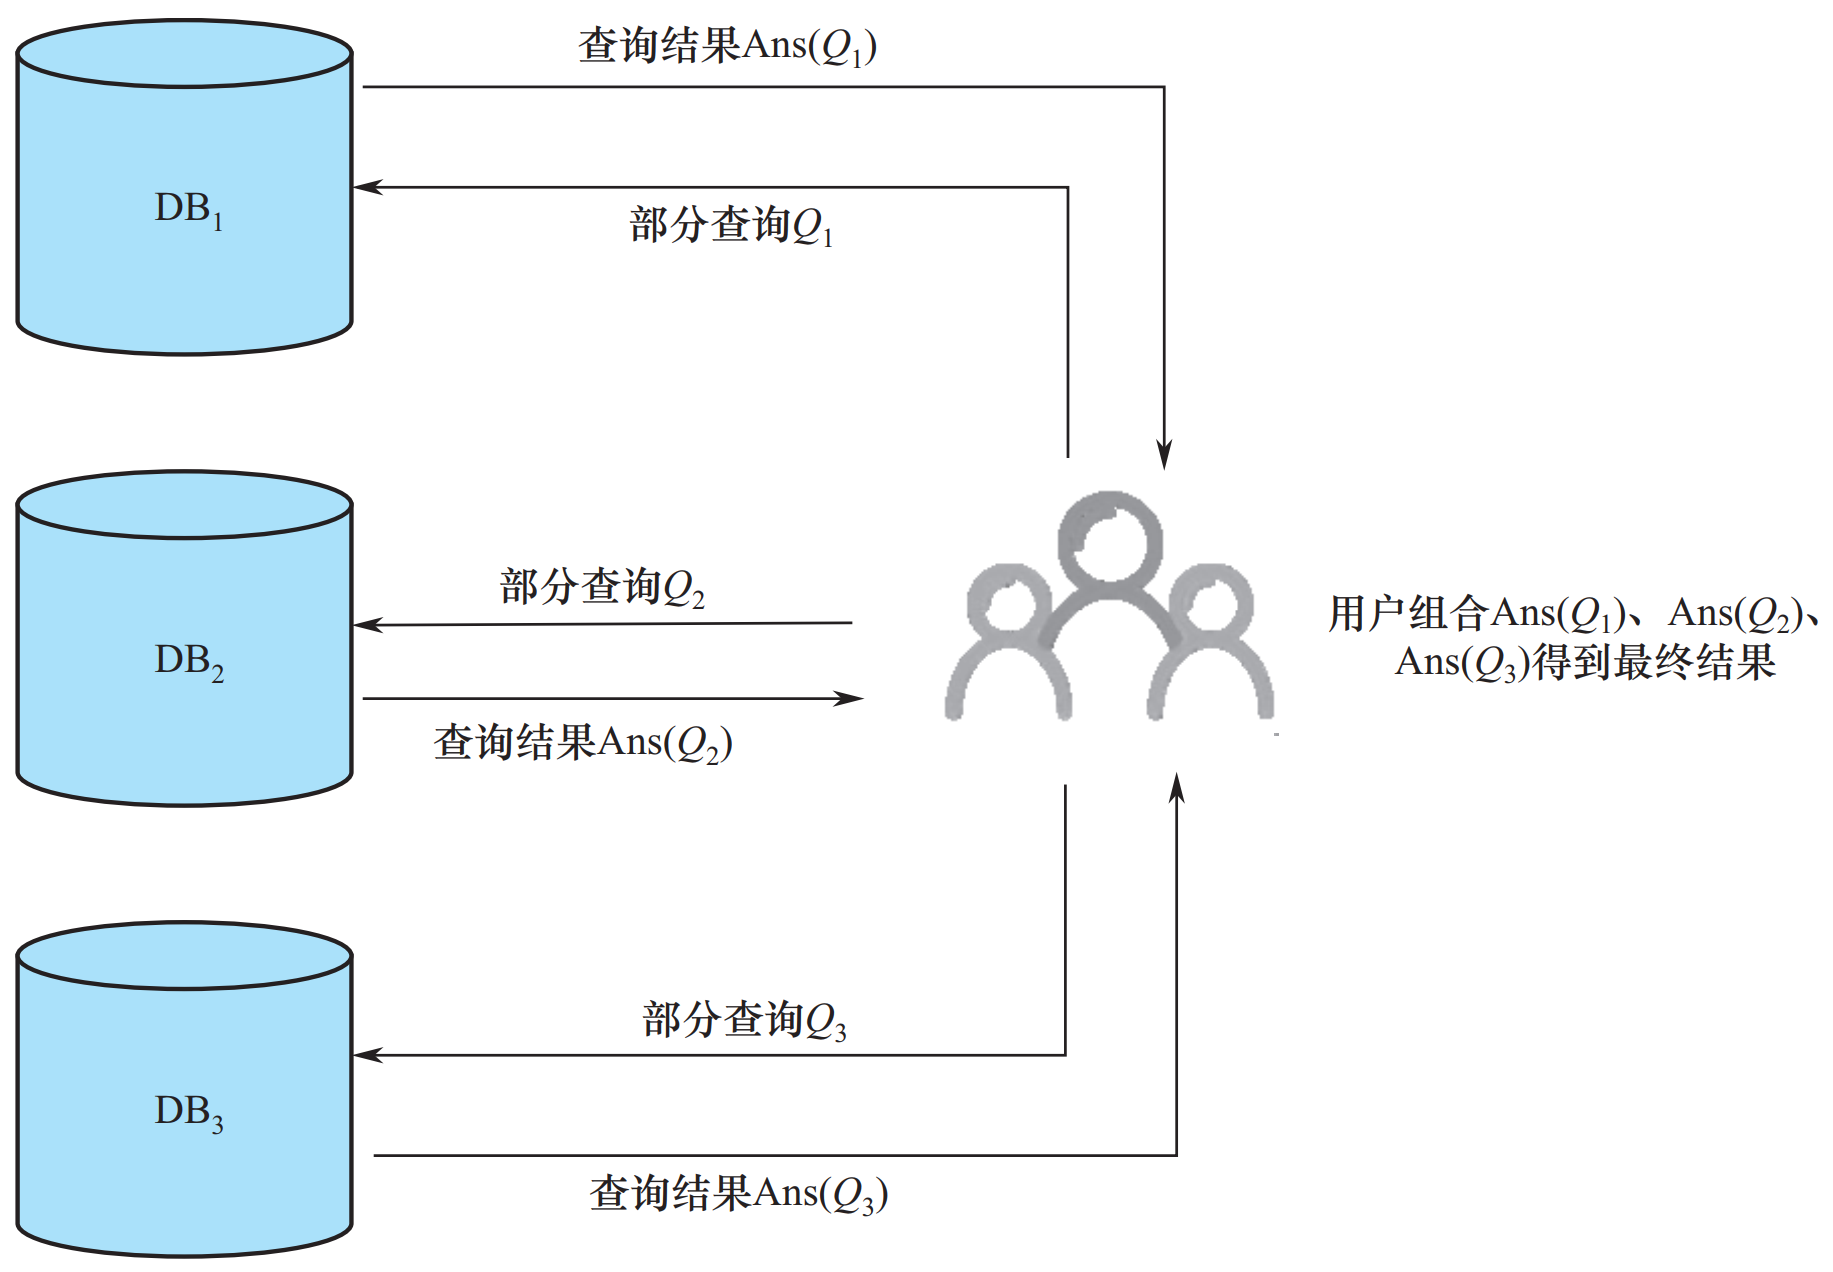 查询结果Ans(Q₁)
DB₁
部分查询Q₁
部分查询Q₂
DB₂
查询结果Ans(Q₂)
用户组合Ans(Q₁)、Ans(Q₂)、
Ans(Q₃)得到最终结果
部分查询Q₃
DB₃
查询结果Ans(Q₃)